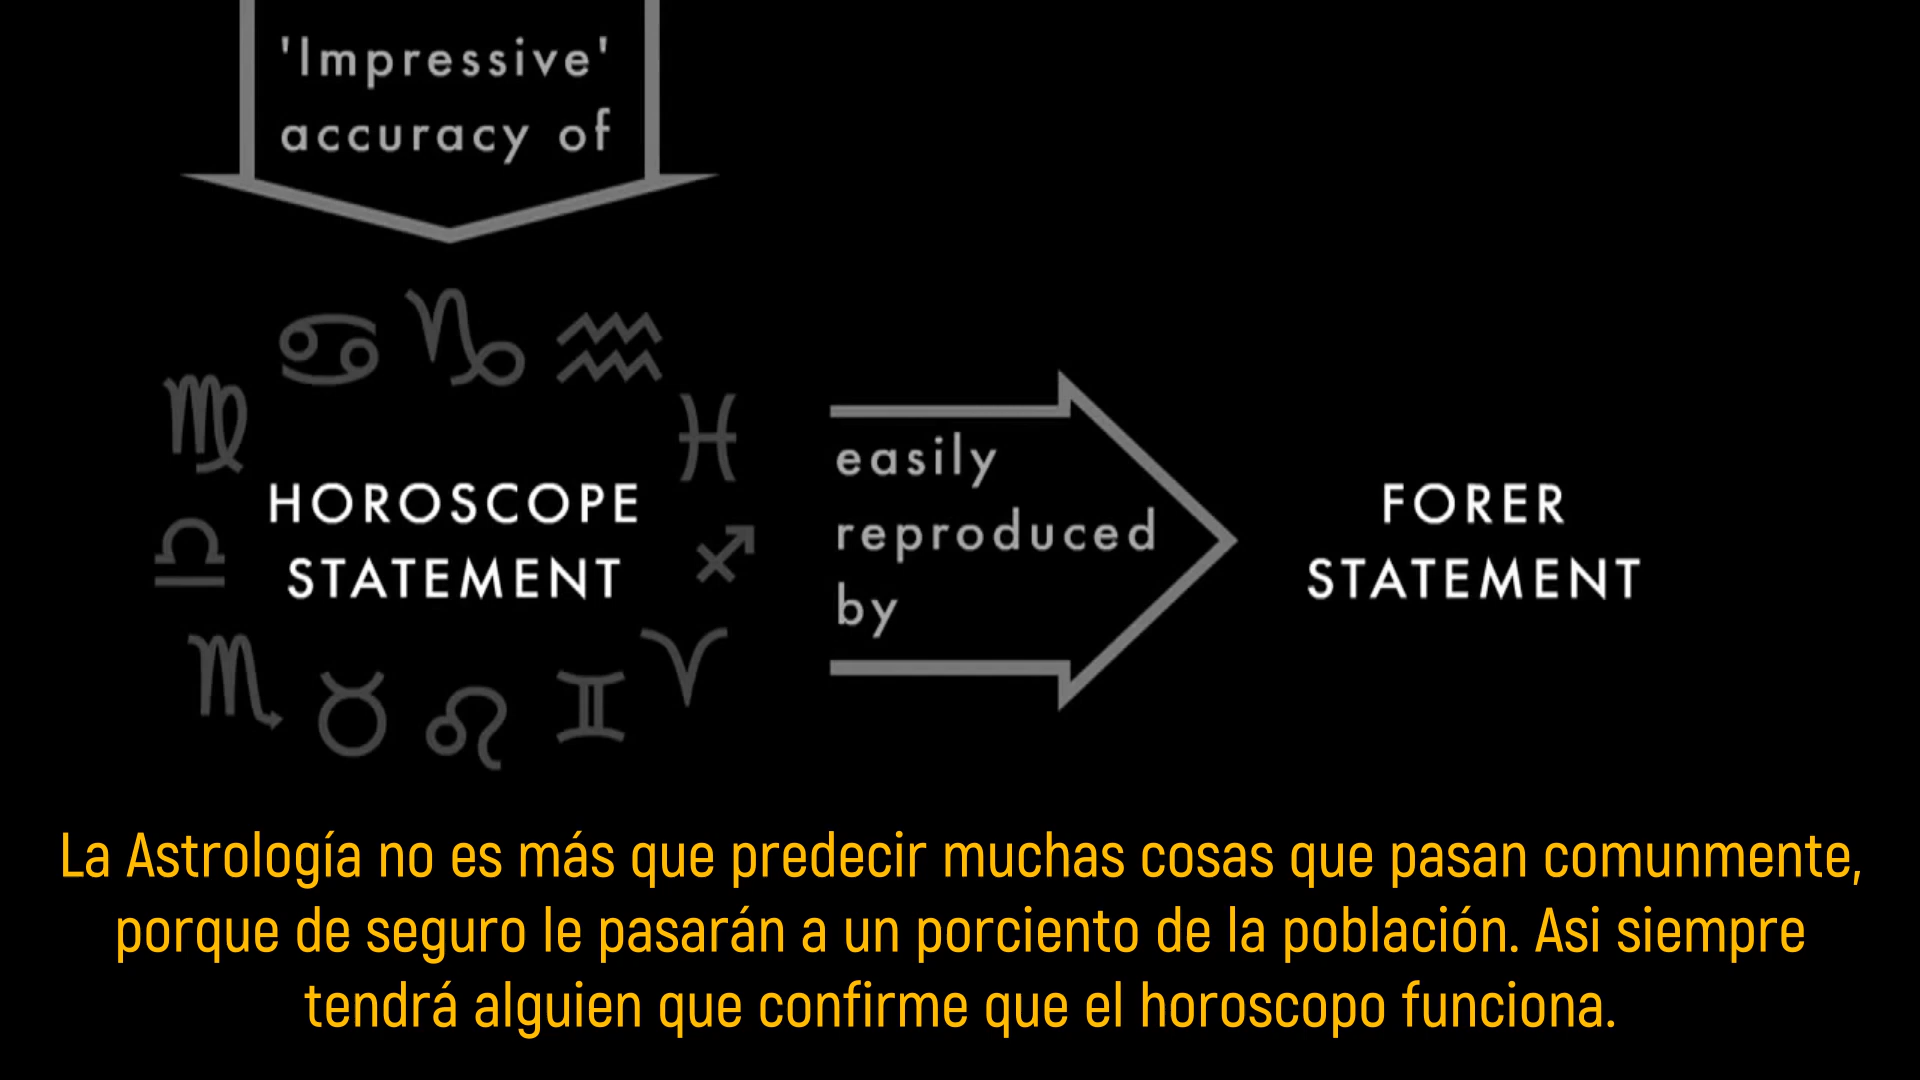 'Impressive'
accuracy of
HOROSCOPE
STATEMENT
easily
reproduced
by
FORER
STATEMENT
La Astrología no es más que predecir muchas cosas que pasan comunmente,
porque de seguro le pasarán a un porciento de la población. Asi siempre
tendrá alguien que confirme que el horoscopo funciona.